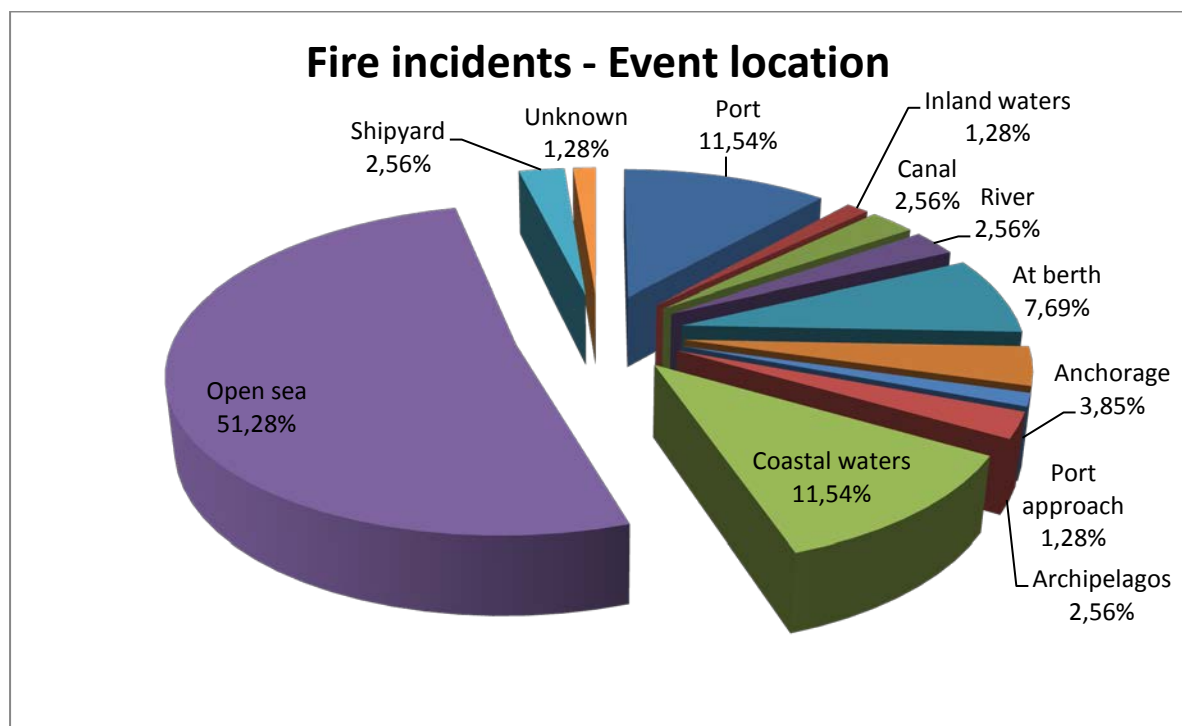 Fire incidents - Event location
Shipyard
2,56%
Unknown
1,28%
Port
11,54%
Inland waters
1,28%
Canal
2,56%
River
2,56%
At berth
7,69%
Anchorage
3,85%
Port
approach
1,28%
Archipelagos
2,56%
Coastal waters
11,54%
Open sea
51,28%